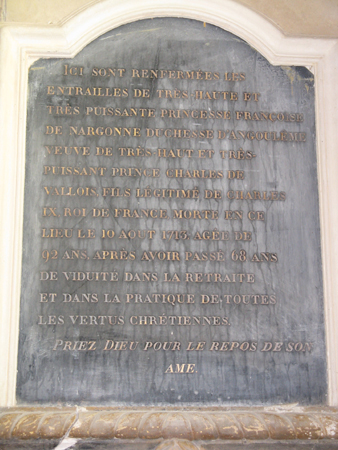 ICI SONT RENFERMÉES LES
ENTRAILLES DE TRES-HAUTE ET
TRÈS PUISSANTE PRINCESSE FRANÇOISE
DE NARGONNE DUCHESSE D'ANGOULÊME
VEUVE DE TRÈS HAUT ET TRÈS-
PUISSANT PRINCE CHARLES DE
VALLOIS, FILS LÉGITIMÉ DE CHARLES
IX ROI DE FRANCE MORTE EN CE
LIEU LE 10 AOUT 1713 AGÉE DE
92 ANS, APRÈS AVOIR PASSÉ 68 ANS
DE VIDUITÉ DANS LA RETRAITE
ET DANS LA PRATIQUE DE TOUTES
LES VERTUS CHRÉTIENNES.
PRIEZ DIEU POUR LE REPOS DE SON
AME.